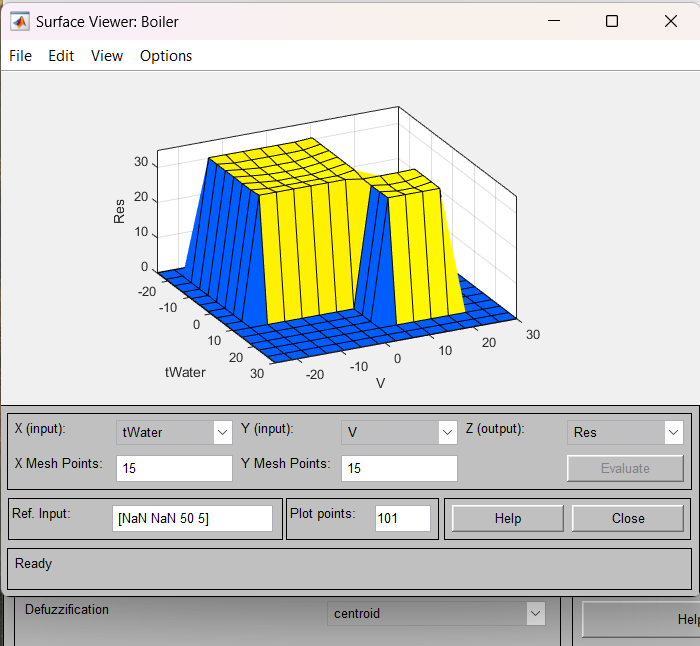 Surface Viewer: Boiler
File Edit View Options
30
20
10
0
Res
-20
-10
0
10
20
30
tWater
-20
-10
0
10
20
30
V
X (input): tWater Y (input): V Z (output): Res
X Mesh Points: 15 Y Mesh Points: 15 Evaluate
Ref. Input: [NaN NaN 50 5] Plot points: 101 Help Close
Ready
Defuzzification centroid